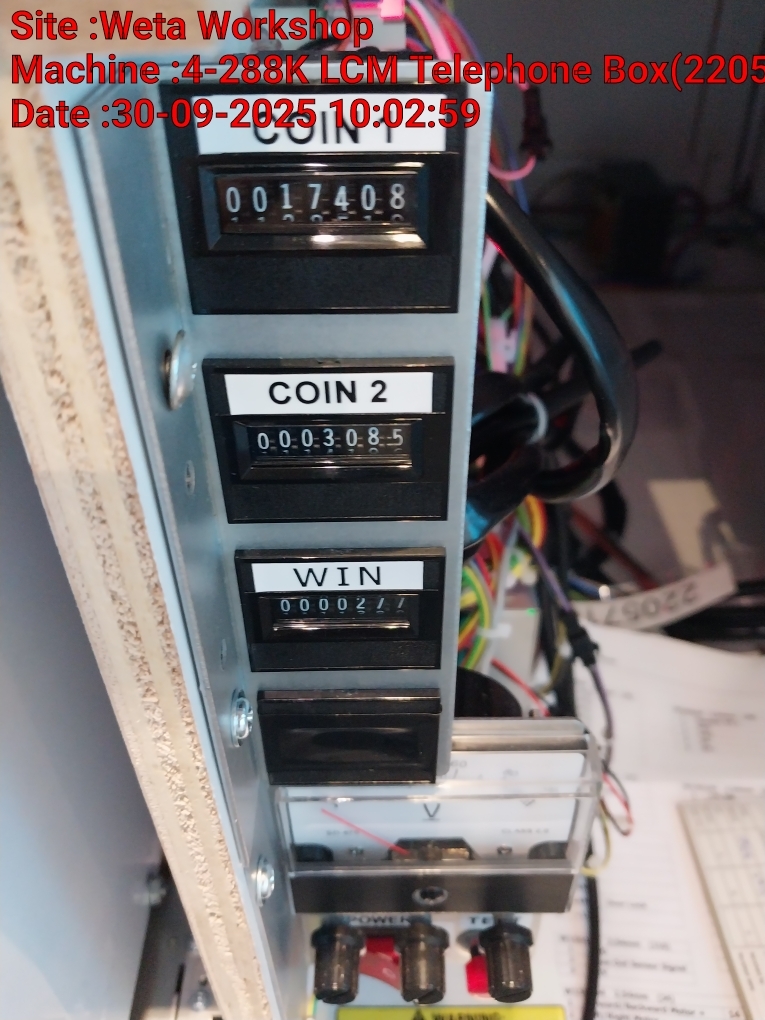 Site :Weta Workshop
Machine :4-288K LCM Telephone Box(2205
Date :30-09-2025 10:02:59
COIN 1
0017408
COIN 2
0003085
WIN
0000277
V
POWER
WARNING: